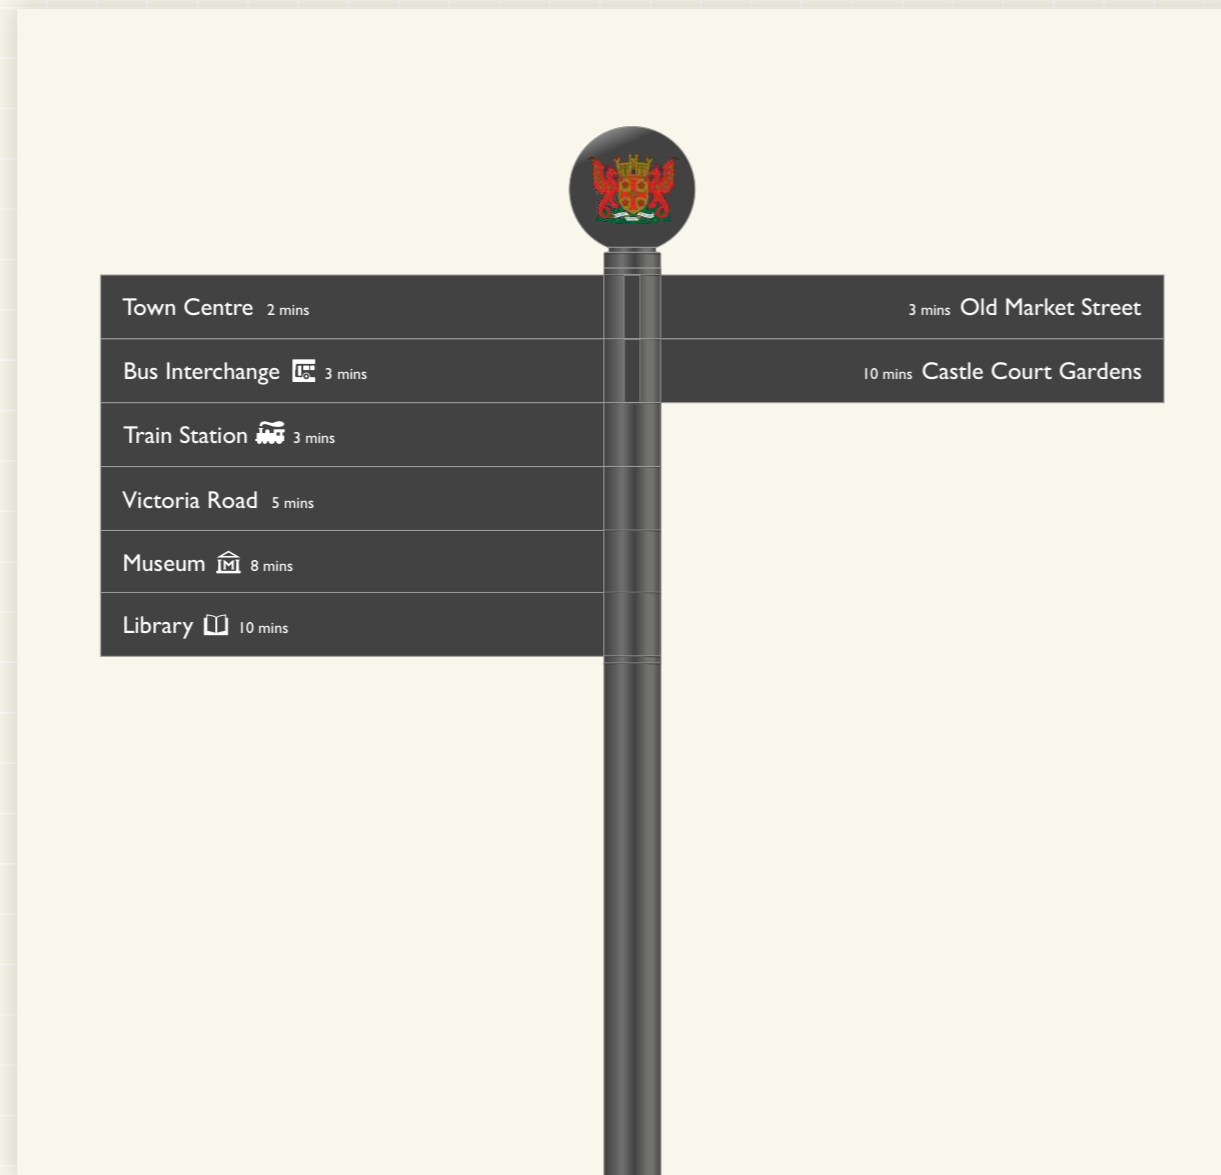 Town Centre 2 mins
Bus Interchange 3 mins
Train Station 3 mins
Victoria Road 5 mins
Museum M 8 mins
Library 10 mins
3 mins Old Market Street
10 mins Castle Court Gardens